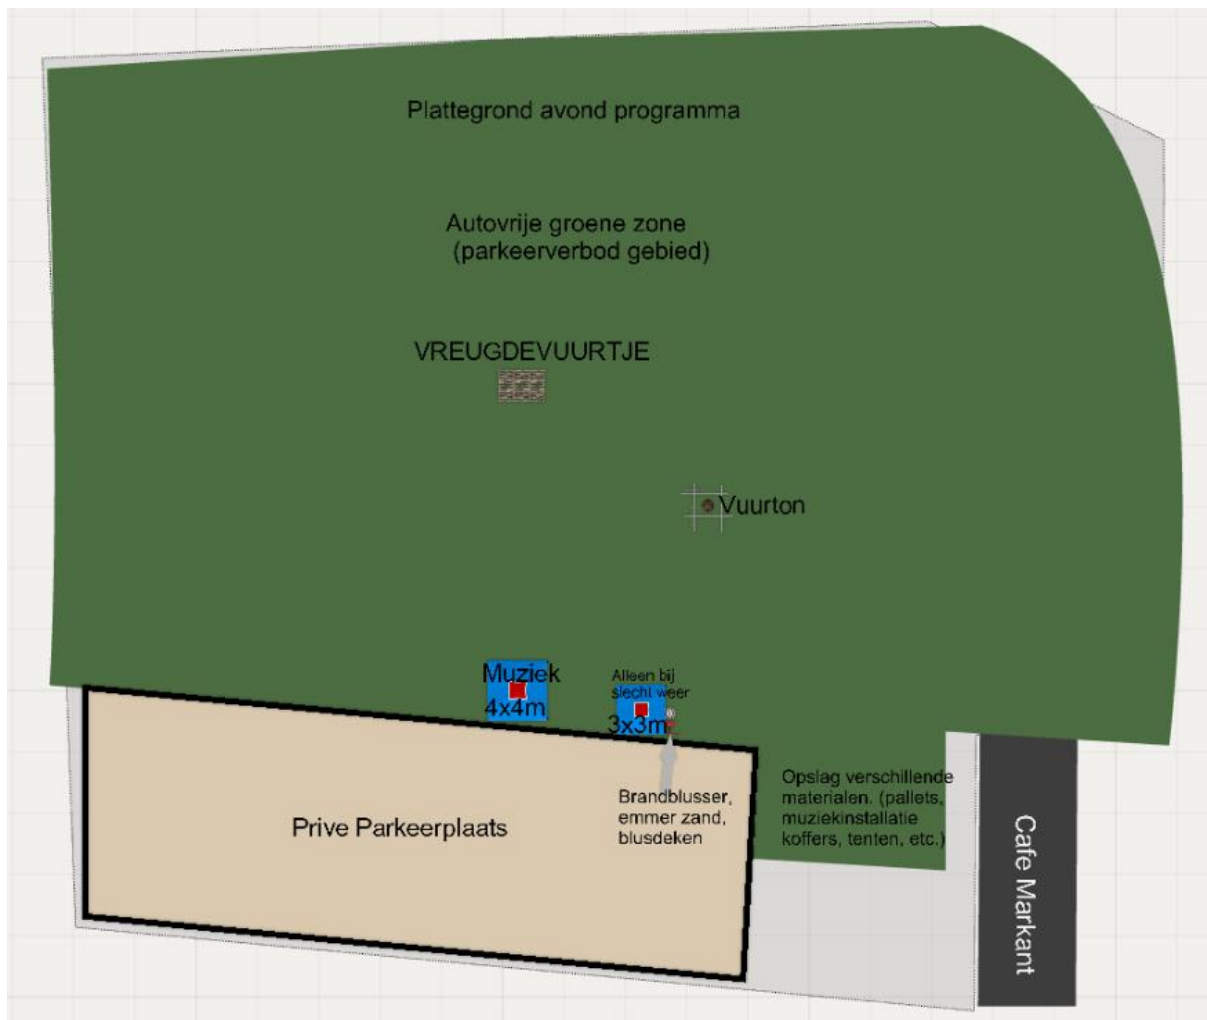 Plattegrond avond programma
Autovrije groene zone
(parkeerverbod gebied)
VREUGDEVUURTJE
Vuurton
Muziek
4x4m
Alleen bij
slecht weer
3x3m
Brandblusser,
emmer zand,
blusdeken
Opslag verschillende
materialen. (pallets,
muziekinstallatie
koffers, tenten, etc.)
Prive Parkeerplaats
Cafe Markant